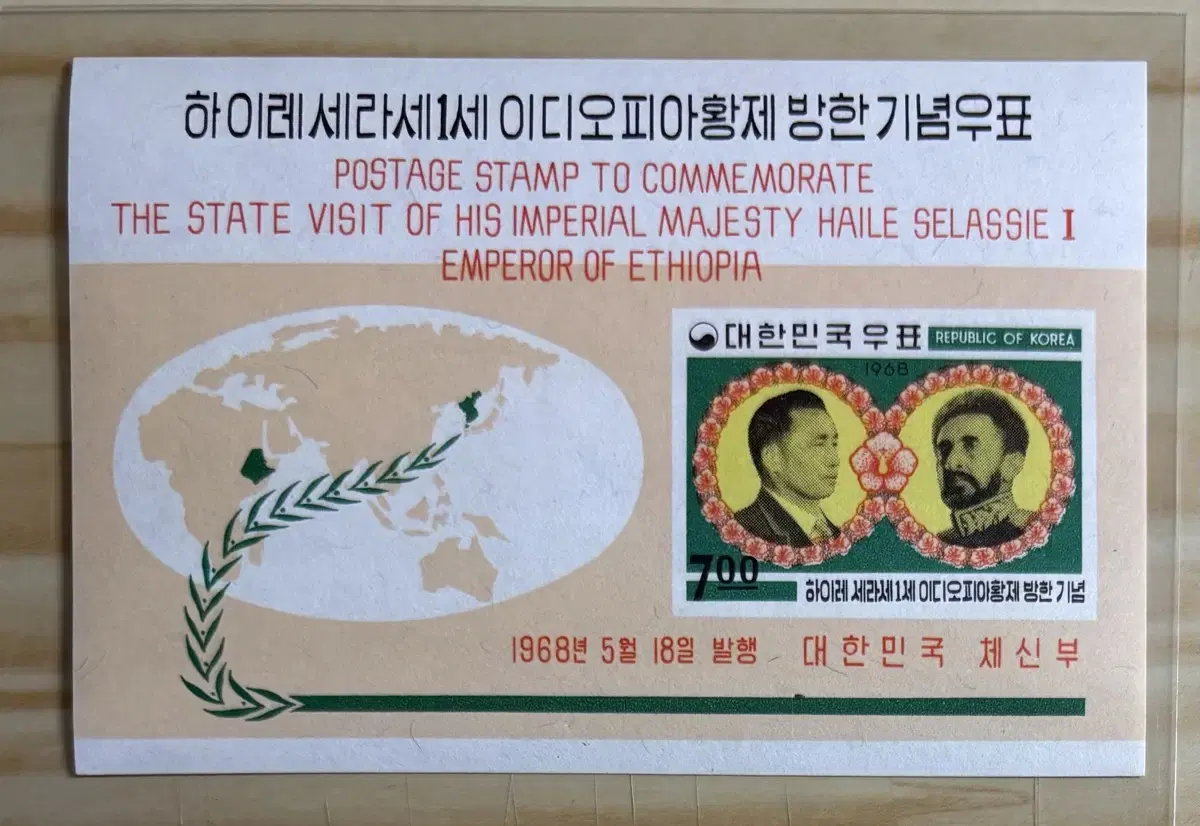 하이레 세라세1세 이디오피아황제 방한 기념우표
POSTAGE STAMP TO COMMEMORATE
THE STATE VISIT OF HIS IMPERIAL MAJESTY HAILE SELASSIE I
EMPEROR OF ETHIOPIA
대한민국우표 REPUBLIC OF KOREA
1968
7.00
하이레 세라세1세 이디오피아황제 방한 기념
1968년 5월 18일 발행 대한민국 체신부